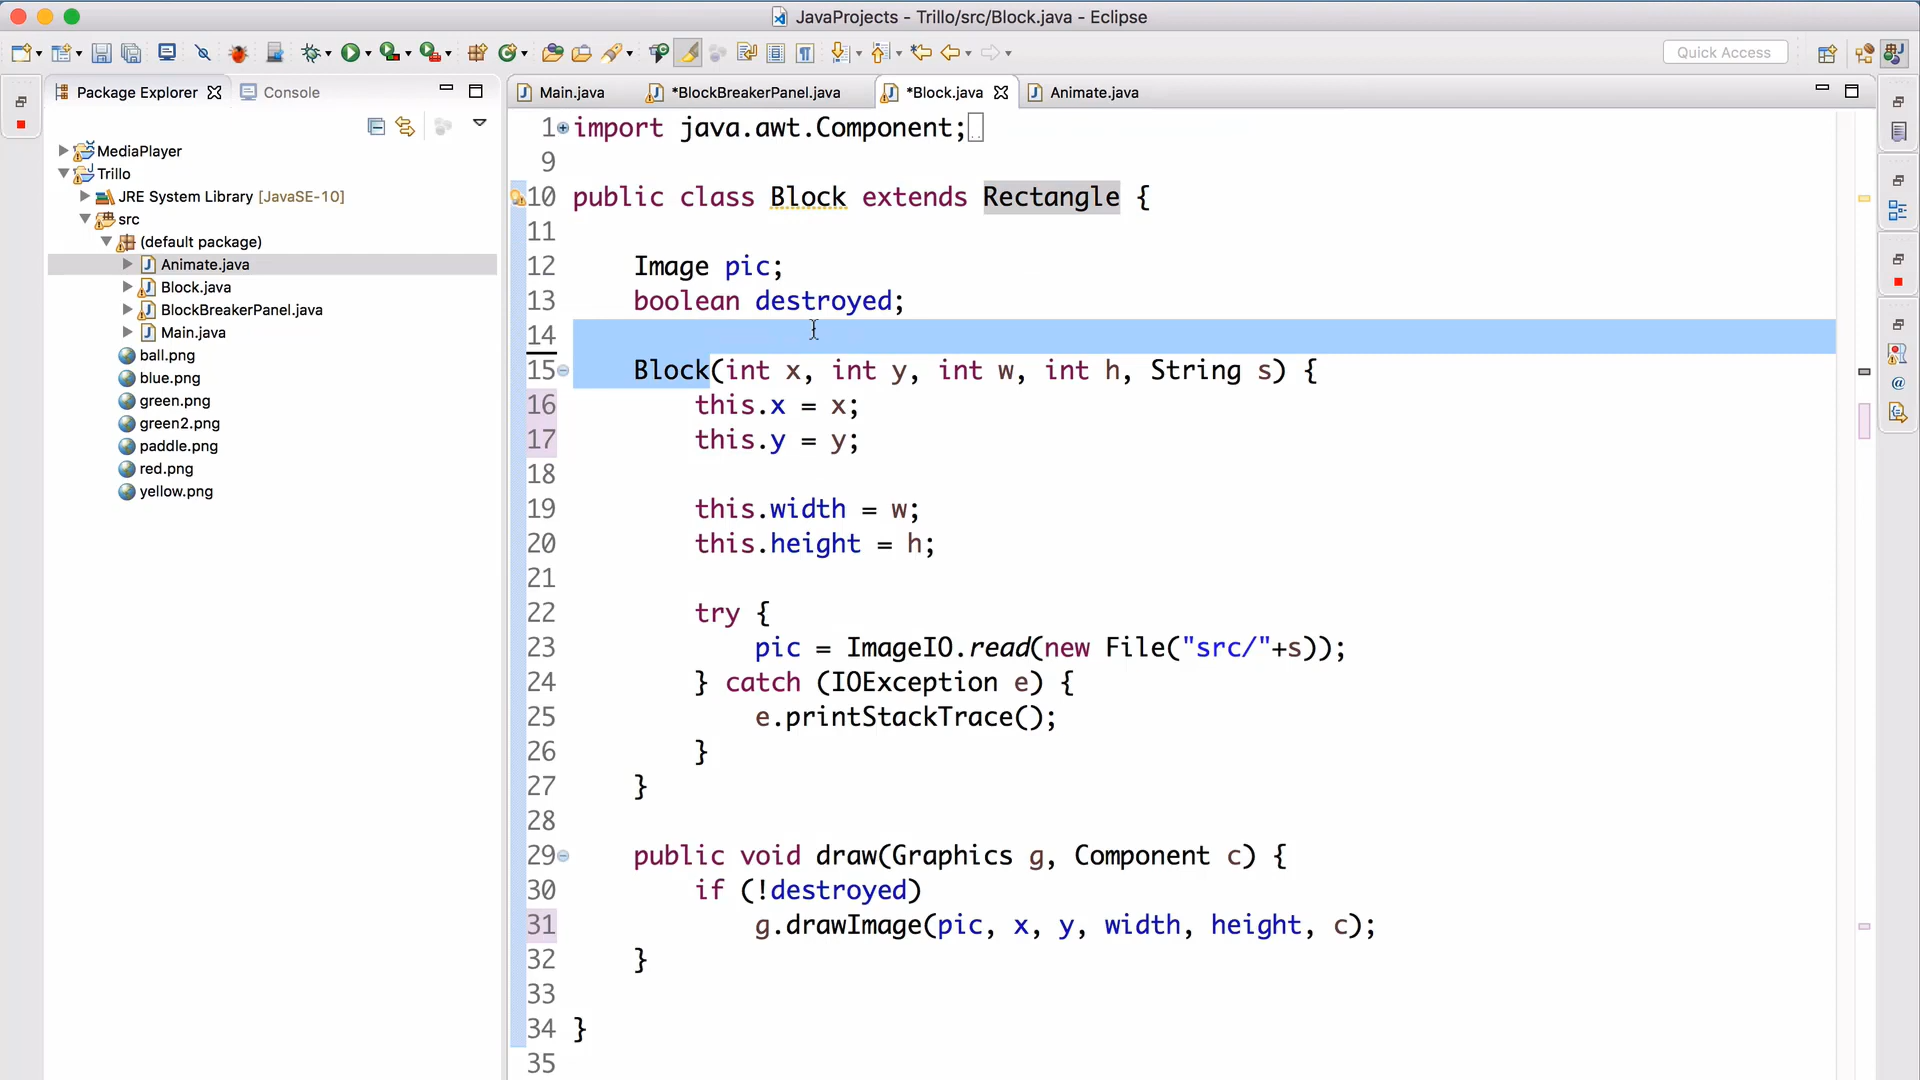 JavaProjects - Trillo/src/Block.java - Eclipse
Quick Access
Package Explorer
Console
Main.java
*BlockBreakerPanel.java
*Block.java
Animate.java
MediaPlayer
Trillo
JRE System Library [JavaSE-10]
src
(default package)
Animate.java
Block.java
BlockBreakerPanel.java
Main.java
ball.png
blue.png
green.png
green2.png
paddle.png
red.png
yellow.png
1 import java.awt.Component;
9
10 public class Block extends Rectangle {
11
12 Image pic;
13 boolean destroyed;
14
15 Block(int x, int y, int w, int h, String s) {
16 this.x = x;
17 this.y = y;
18
19 this.width = w;
20 this.height = h;
21
22 try {
23 pic = ImageIO.read(new File("src/"+s));
24 } catch (IOException e) {
25 e.printStackTrace();
26 }
27 }
28
29 public void draw(Graphics g, Component c) {
30 if (!destroyed)
31 g.drawImage(pic, x, y, width, height, c);
32 }
33
34 }
35